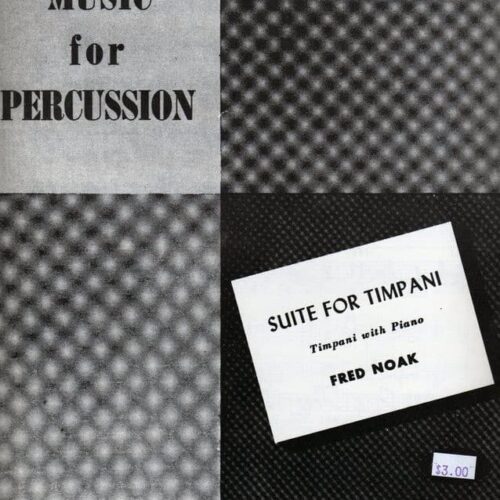 MUSIC
for
PERCUSSION
SUITE FOR TIMPANI
Timpani with Piano
FRED NOAK
$3.00